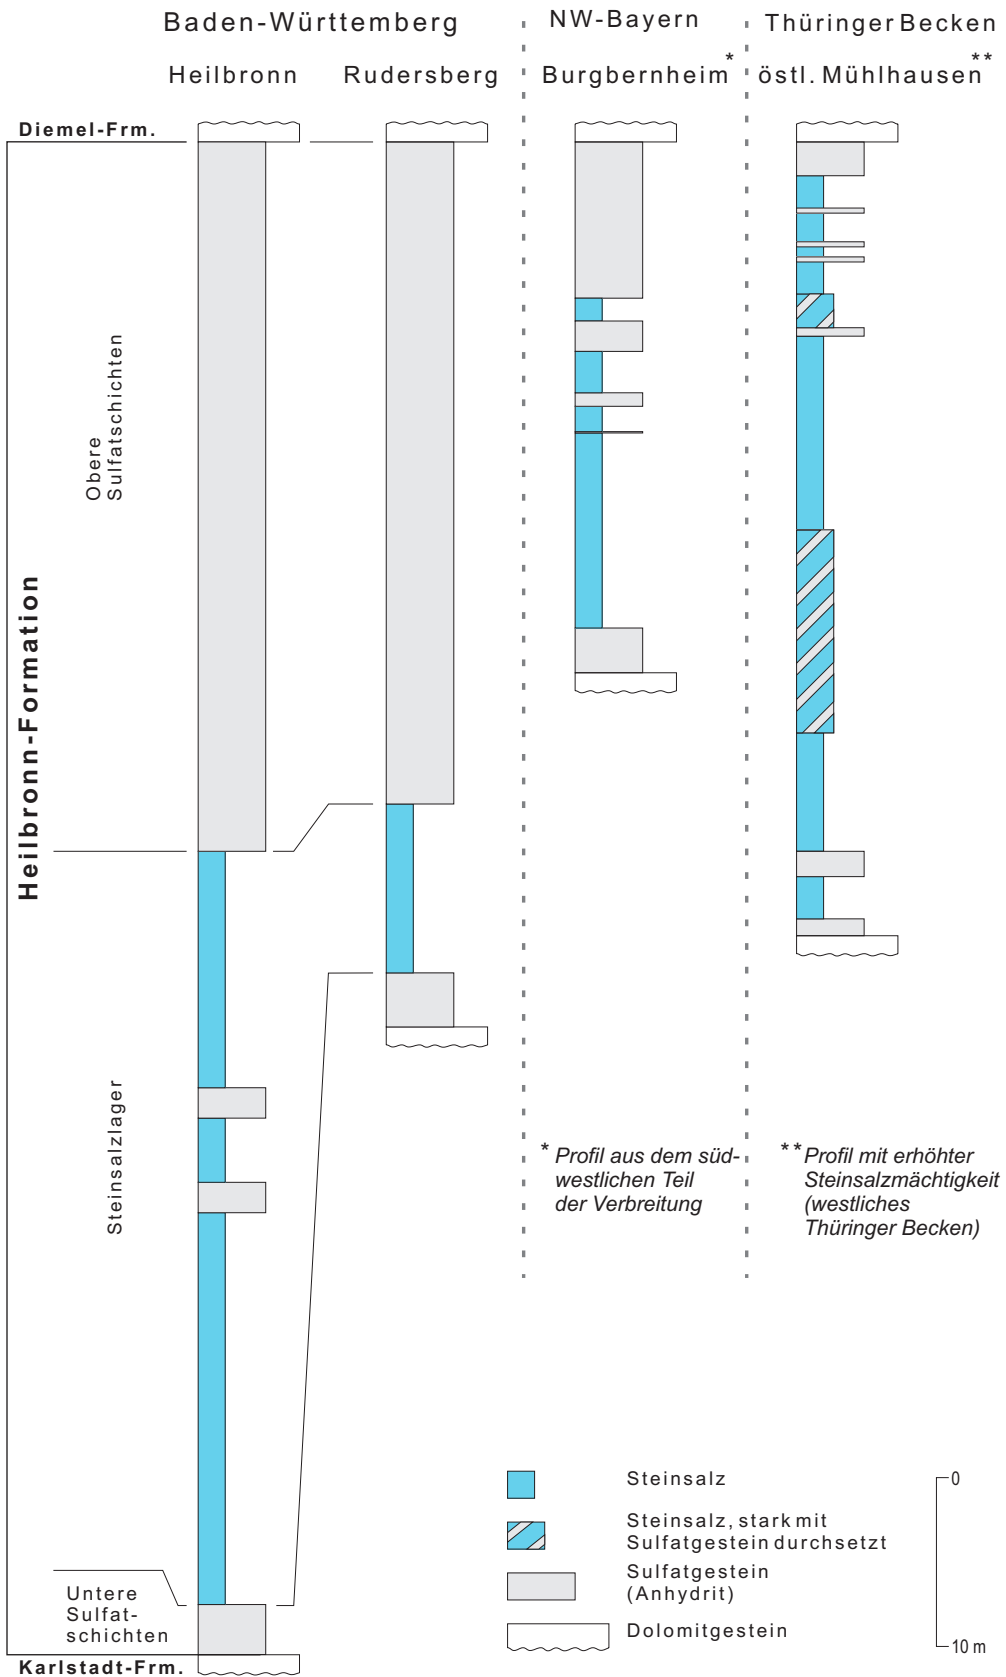 Baden-Württemberg
NW-Bayern
Thüringer Becken
Heilbronn
Rudersberg
Burgbernheim*
östl. Mühlhausen**
Diemel-Frm.
Obere
Sulfatschichten
Heilbronn-Formation
Steinsalzlager
Untere
Sulfat-
schichten
Karlstadt-Frm.
* Profil aus dem süd-
westlichen Teil
der Verbreitung
** Profil mit erhöhter
Steinsalzmächtigkeit
(westliches
Thüringer Becken)
Steinsalz
Steinsalz, stark mit
Sulfatgestein durchsetzt
Sulfatgestein
(Anhydrit)
Dolomitgestein
0
10 m